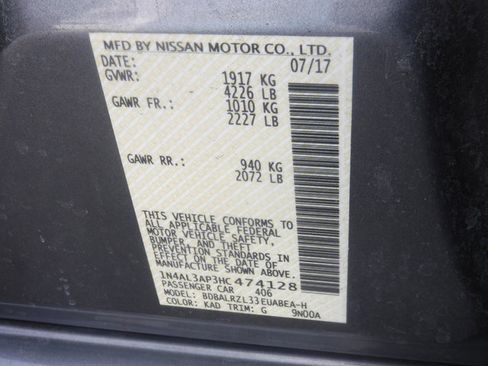 MFD BY NISSAN MOTOR CO., LTD.
DATE: 07/17
GVWR: 1917 KG
4226 LB
GAWR FR.: 1010 KG
2227 LB
GAWR RR.: 940 KG
2072 LB
THIS VEHICLE CONFORMS TO
ALL APPLICABLE FEDERAL
MOTOR VEHICLE SAFETY,
BUMPER, AND THEFT
PREVENTION STANDARDS IN
EFFECT ON THE DATE OF
MANUFACTURE SHOWN ABOVE.
1N4AL3AP3HC474128
PASSENGER CAR 406
MODEL: BDBALRZL33EUABEA-H
COLOR: KAD TRIM: G 9N00A